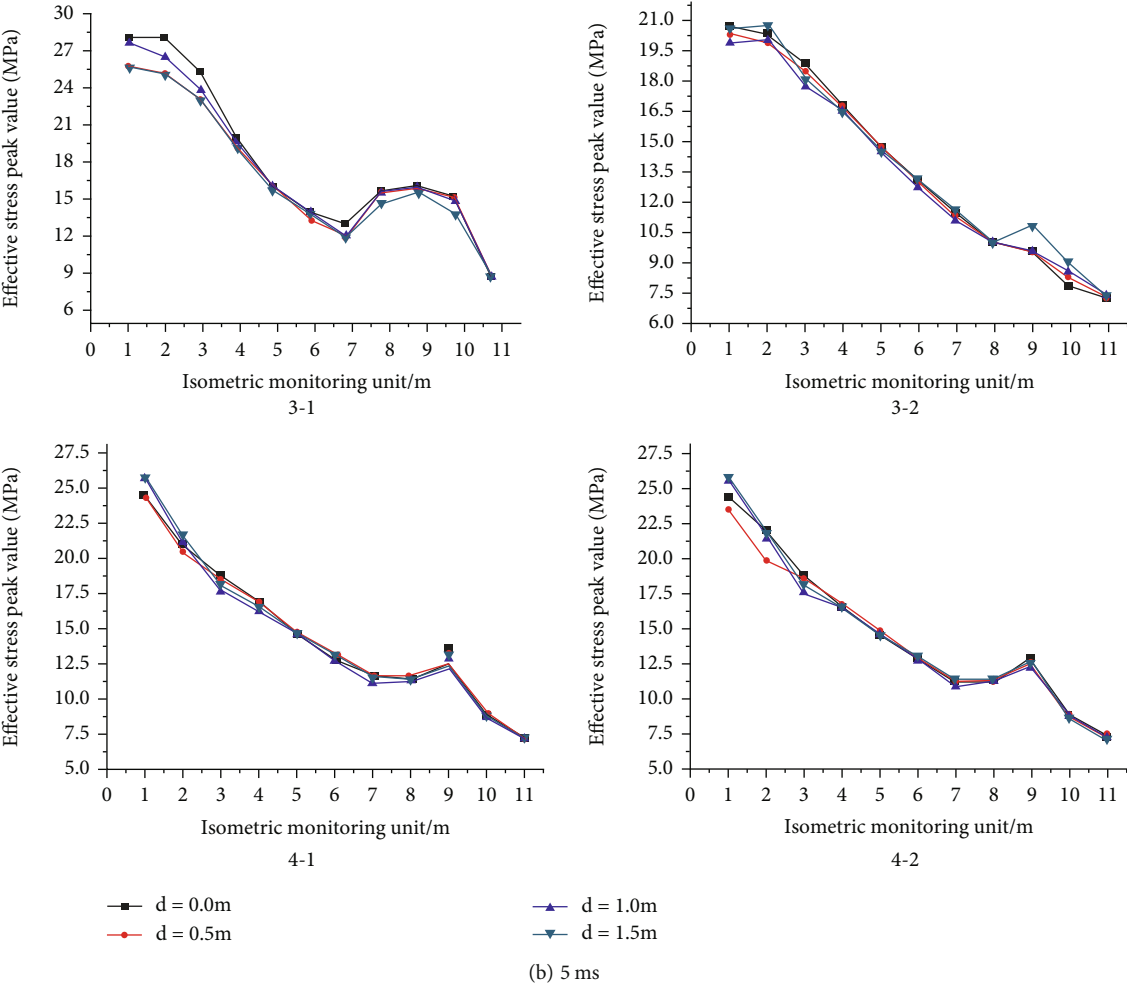 Effective stress peak value (MPa)
30
27
24
21
18
15
12
9
6
0 1 2 3 4 5 6 7 8 9 10 11
Isometric monitoring unit/m
3-1
Effective stress peak value (MPa)
21.0
19.5
18.0
16.5
15.0
13.5
12.0
10.5
9.0
7.5
6.0
0 1 2 3 4 5 6 7 8 9 10 11
Isometric monitoring unit/m
3-2
Effective stress peak value (MPa)
27.5
25.0
22.5
20.0
17.5
15.0
12.5
10.0
7.5
5.0
0 1 2 3 4 5 6 7 8 9 10 11
Isometric monitoring unit/m
4-1
Effective stress peak value (MPa)
27.5
25.0
22.5
20.0
17.5
15.0
12.5
10.0
7.5
5.0
0 1 2 3 4 5 6 7 8 9 10 11
Isometric monitoring unit/m
4-2
d = 0.0m
d = 0.5m
d = 1.0m
d = 1.5m
(b) 5 ms